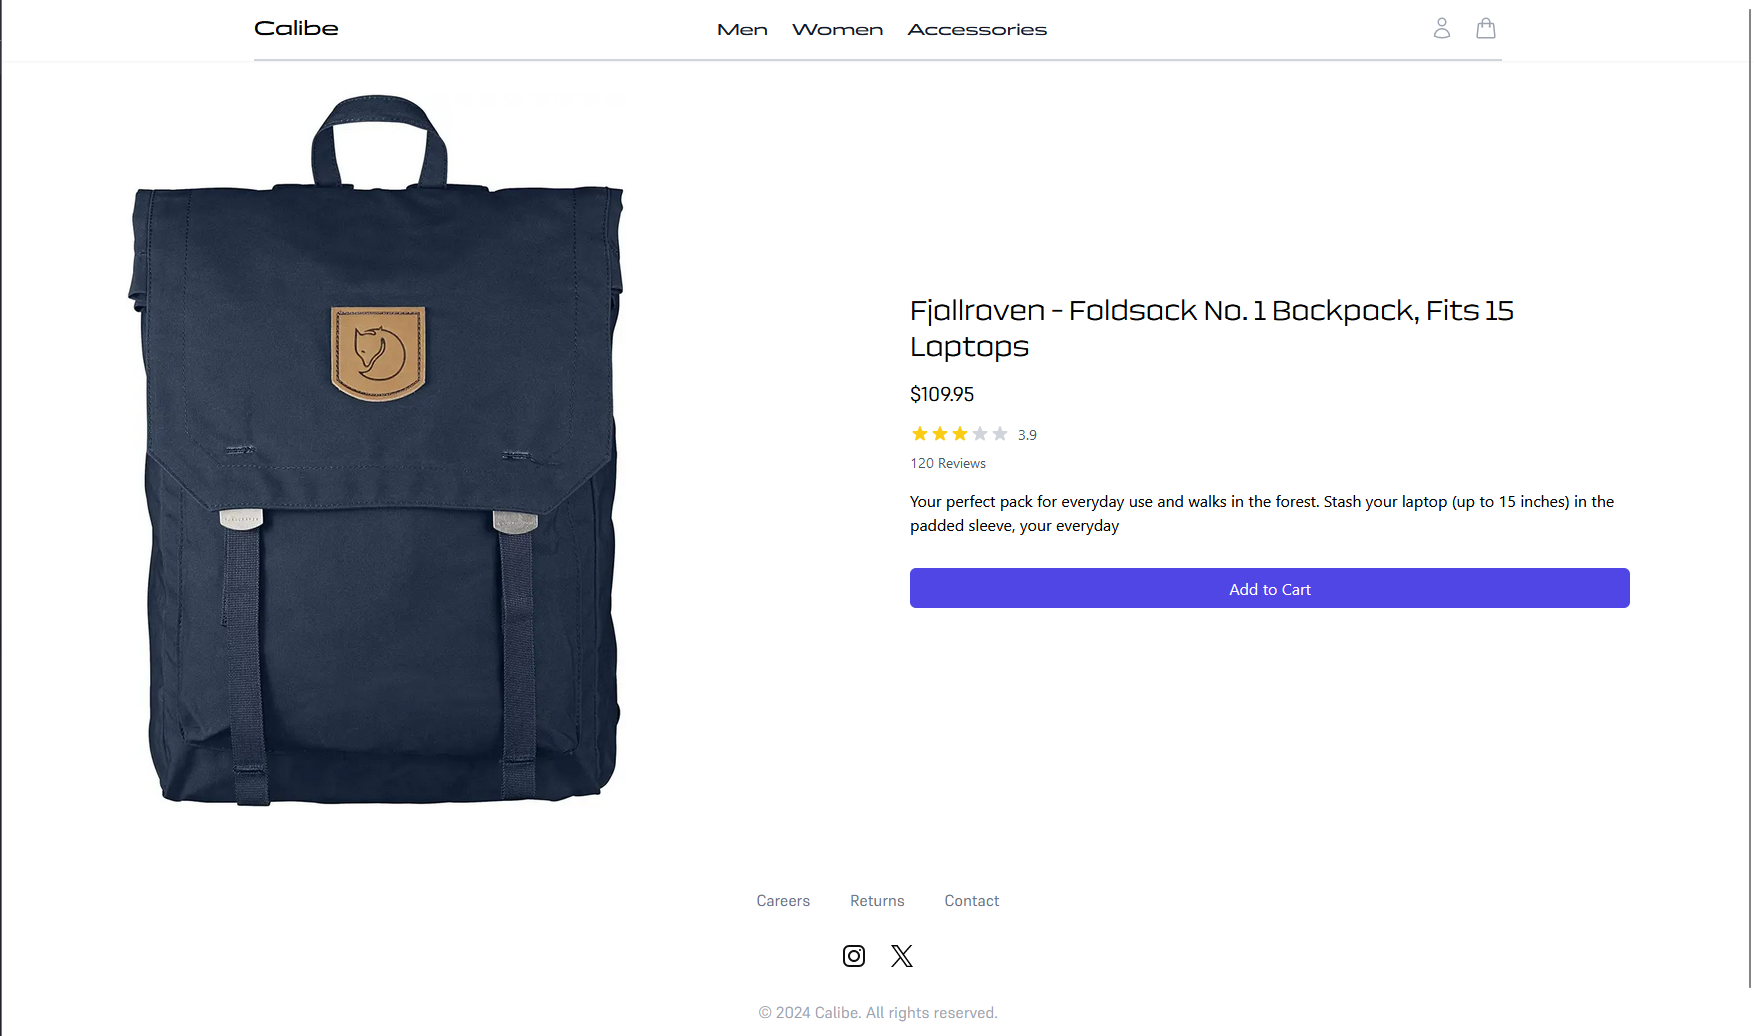 Calibe
Men Women Accessories
Fjallraven - Foldsack No. 1 Backpack, Fits 15
Laptops
$109.95
3.9
120 Reviews
Your perfect pack for everyday use and walks in the forest. Stash your laptop (up to 15 inches) in the
padded sleeve, your everyday
Add to Cart
Careers Returns Contact
© 2024 Calibe. All rights reserved.